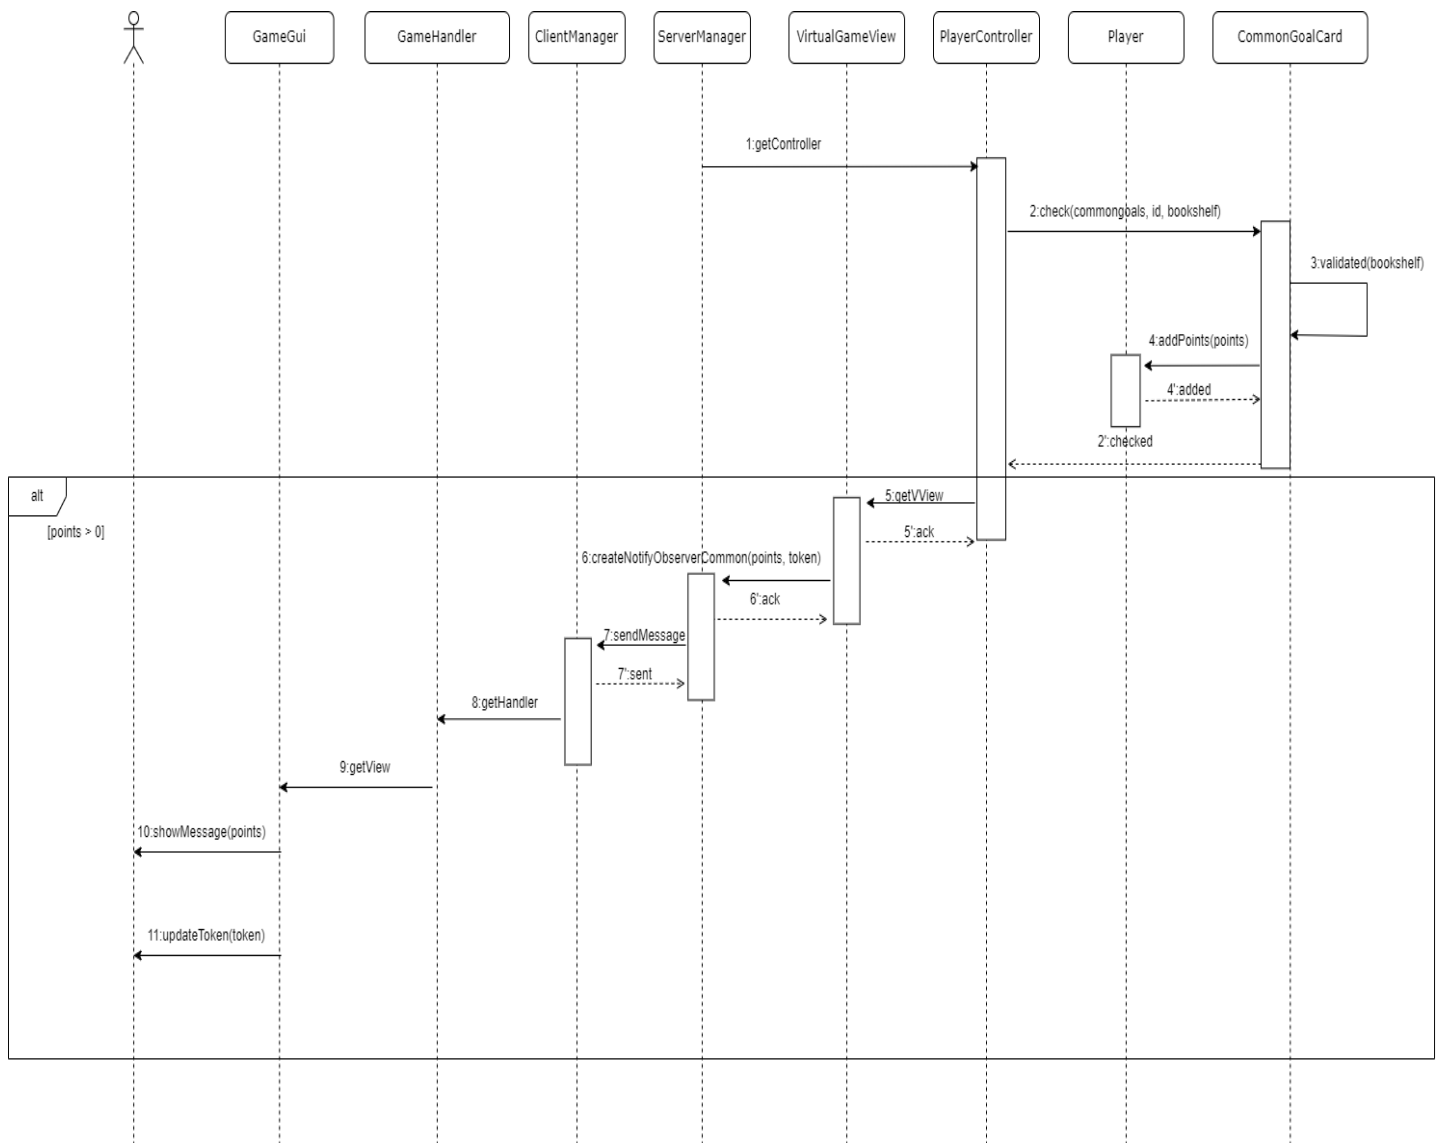 GameGui
GameHandler
ClientManager
ServerManager
VirtualGameView
PlayerController
Player
CommonGoalCard
1:getController
2:check(commongoals, id, bookshelf)
3:validated(bookshelf)
4:addPoints(points)
4':added
2':checked
alt
[points > 0]
5:getVView
5':ack
6:createNotifyObserverCommon(points, token)
6':ack
7:sendMessage
7':sent
8:getHandler
9:getView
10:showMessage(points)
11:updateToken(token)